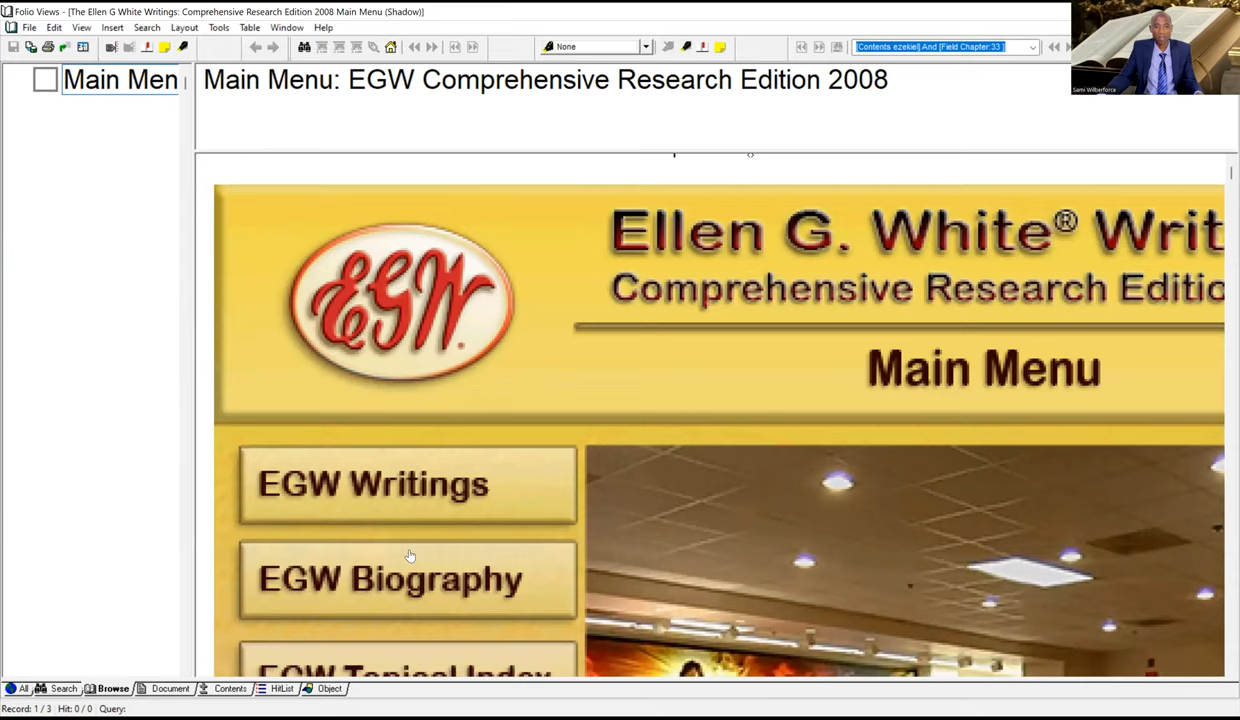 Folio Views - [The Ellen G White Writings: Comprehensive Research Edition 2008 Main Menu (Shadow)]
File Edit View Insert Search Layout Tools Table Window Help
None
[Contents ezekiel] And [Field Chapter:33 ]
Sami Wilberforce
Main Men
Main Menu: EGW Comprehensive Research Edition 2008
EGW
Ellen G. White® Writ
Comprehensive Research Editio
Main Menu
EGW Writings
EGW Biography
EGW Topical Index
All Search Browse Document Contents HitList Object
Record: 1 / 3 Hit: 0 / 0 Query: